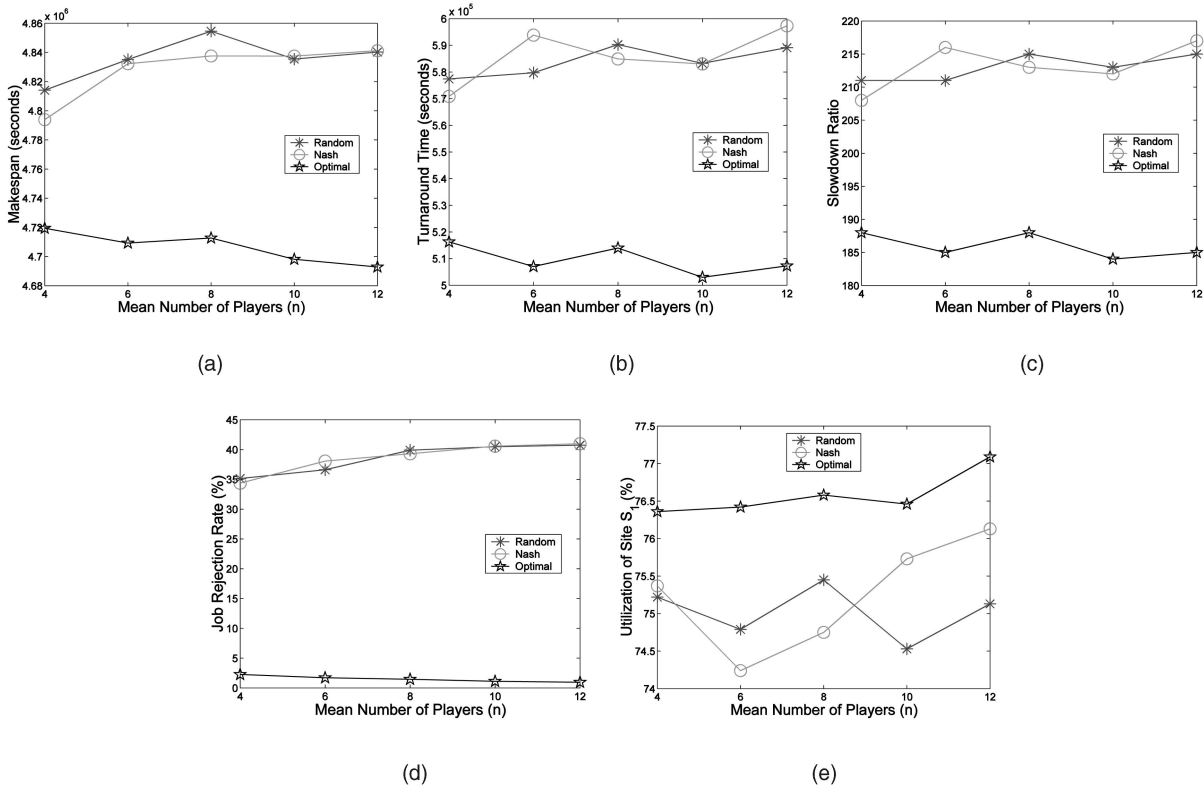 x 10^6
4.86
4.84
4.82
4.8
4.78
4.76
4.74
4.72
4.7
4.68
Makespan (seconds)
Random
Nash
Optimal
4 6 8 10 12
Mean Number of Players (n)
(a)
x 10^5
6
5.9
5.8
5.7
5.6
5.5
5.4
5.3
5.2
5.1
5
Turnaround Time (seconds)
Random
Nash
Optimal
4 6 8 10 12
Mean Number of Players (n)
(b)
220
215
210
205
200
195
190
185
180
Slowdown Ratio
Random
Nash
Optimal
4 6 8 10 12
Mean Number of Players (n)
(c)
45
40
35
30
25
20
15
10
5
0
Job Rejection Rate (%)
Random
Nash
Optimal
4 6 8 10 12
Mean Number of Players (n)
(d)
77.5
77
76.5
76
75.5
75
74.5
74
Utilization of Site S_1 (%)
Random
Nash
Optimal
4 6 8 10 12
Mean Number of Players (n)
(e)